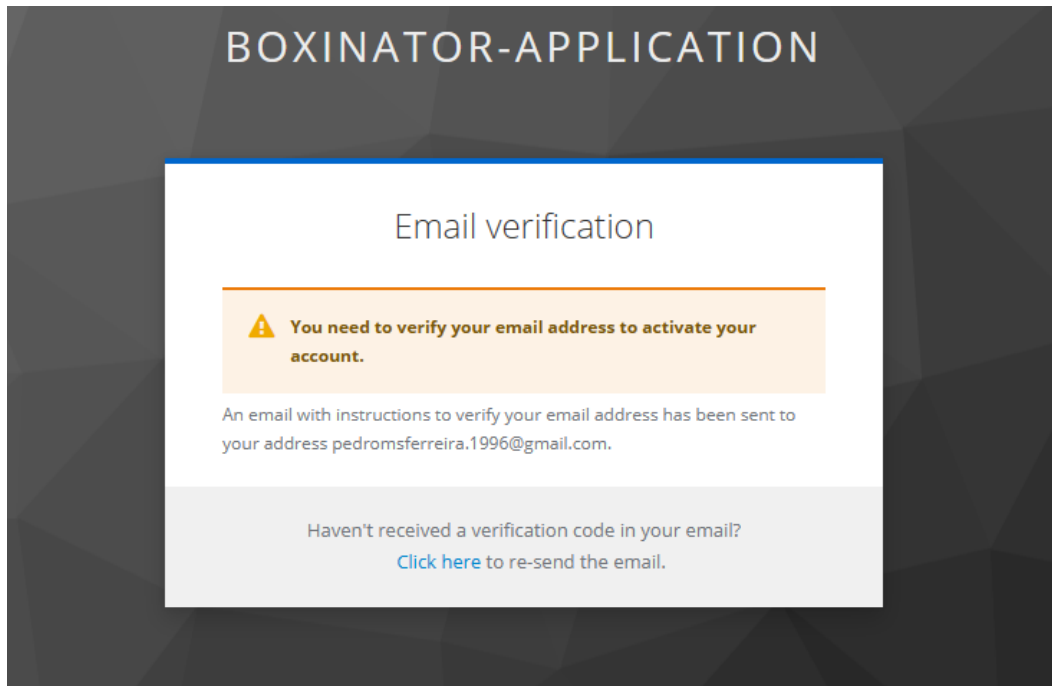 BOXINATOR-APPLICATION
Email verification
You need to verify your email address to activate your
account.
An email with instructions to verify your email address has been sent to
your address pedromsferreira.1996@gmail.com.
Haven't received a verification code in your email?
Click here to re-send the email.